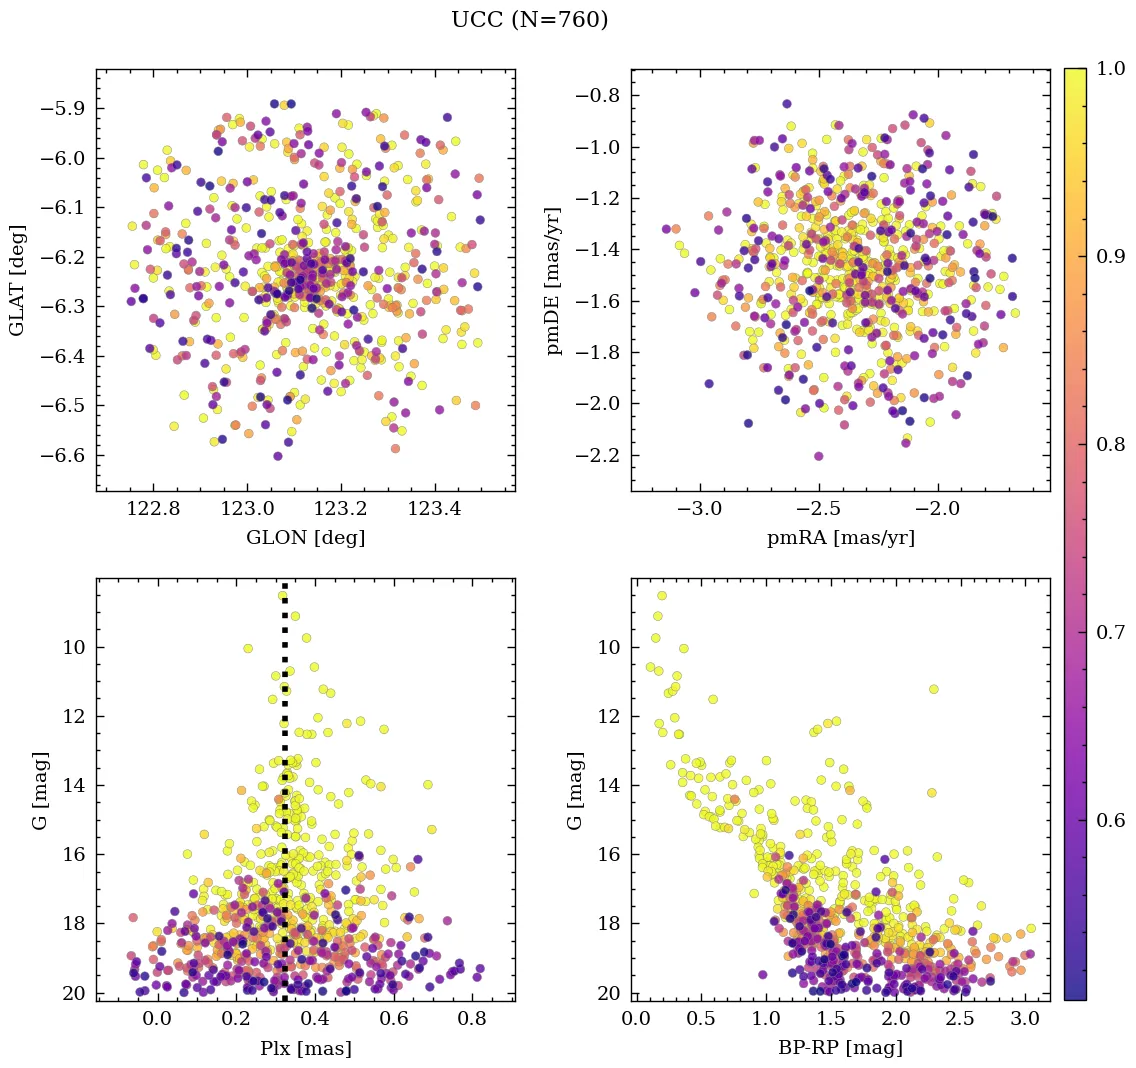 UCC (N=760)
−5.9
−6.0
−6.1
−6.2
−6.3
−6.4
−6.5
−6.6
GLAT [deg]
122.8 123.0 123.2 123.4
GLON [deg]
−0.8
−1.0
−1.2
−1.4
−1.6
−1.8
−2.0
−2.2
pmDE [mas/yr]
−3.0 −2.5 −2.0
pmRA [mas/yr]
10
12
14
16
18
20
G [mag]
0.0 0.2 0.4 0.6 0.8
Plx [mas]
10
12
14
16
18
20
G [mag]
0.0 0.5 1.0 1.5 2.0 2.5 3.0
BP-RP [mag]
1.0
0.9
0.8
0.7
0.6